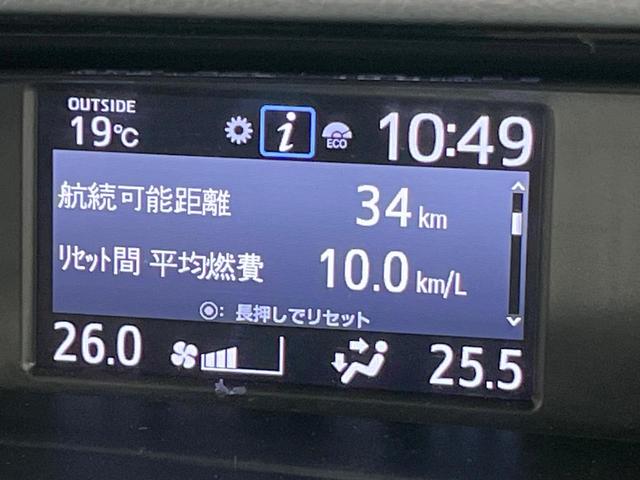 OUTSIDE
19℃
ECO
10:49
航続可能距離 34 km
リセット間 平均燃費 10.0 km/L
◉: 長押しでリセット
26.0
25.5